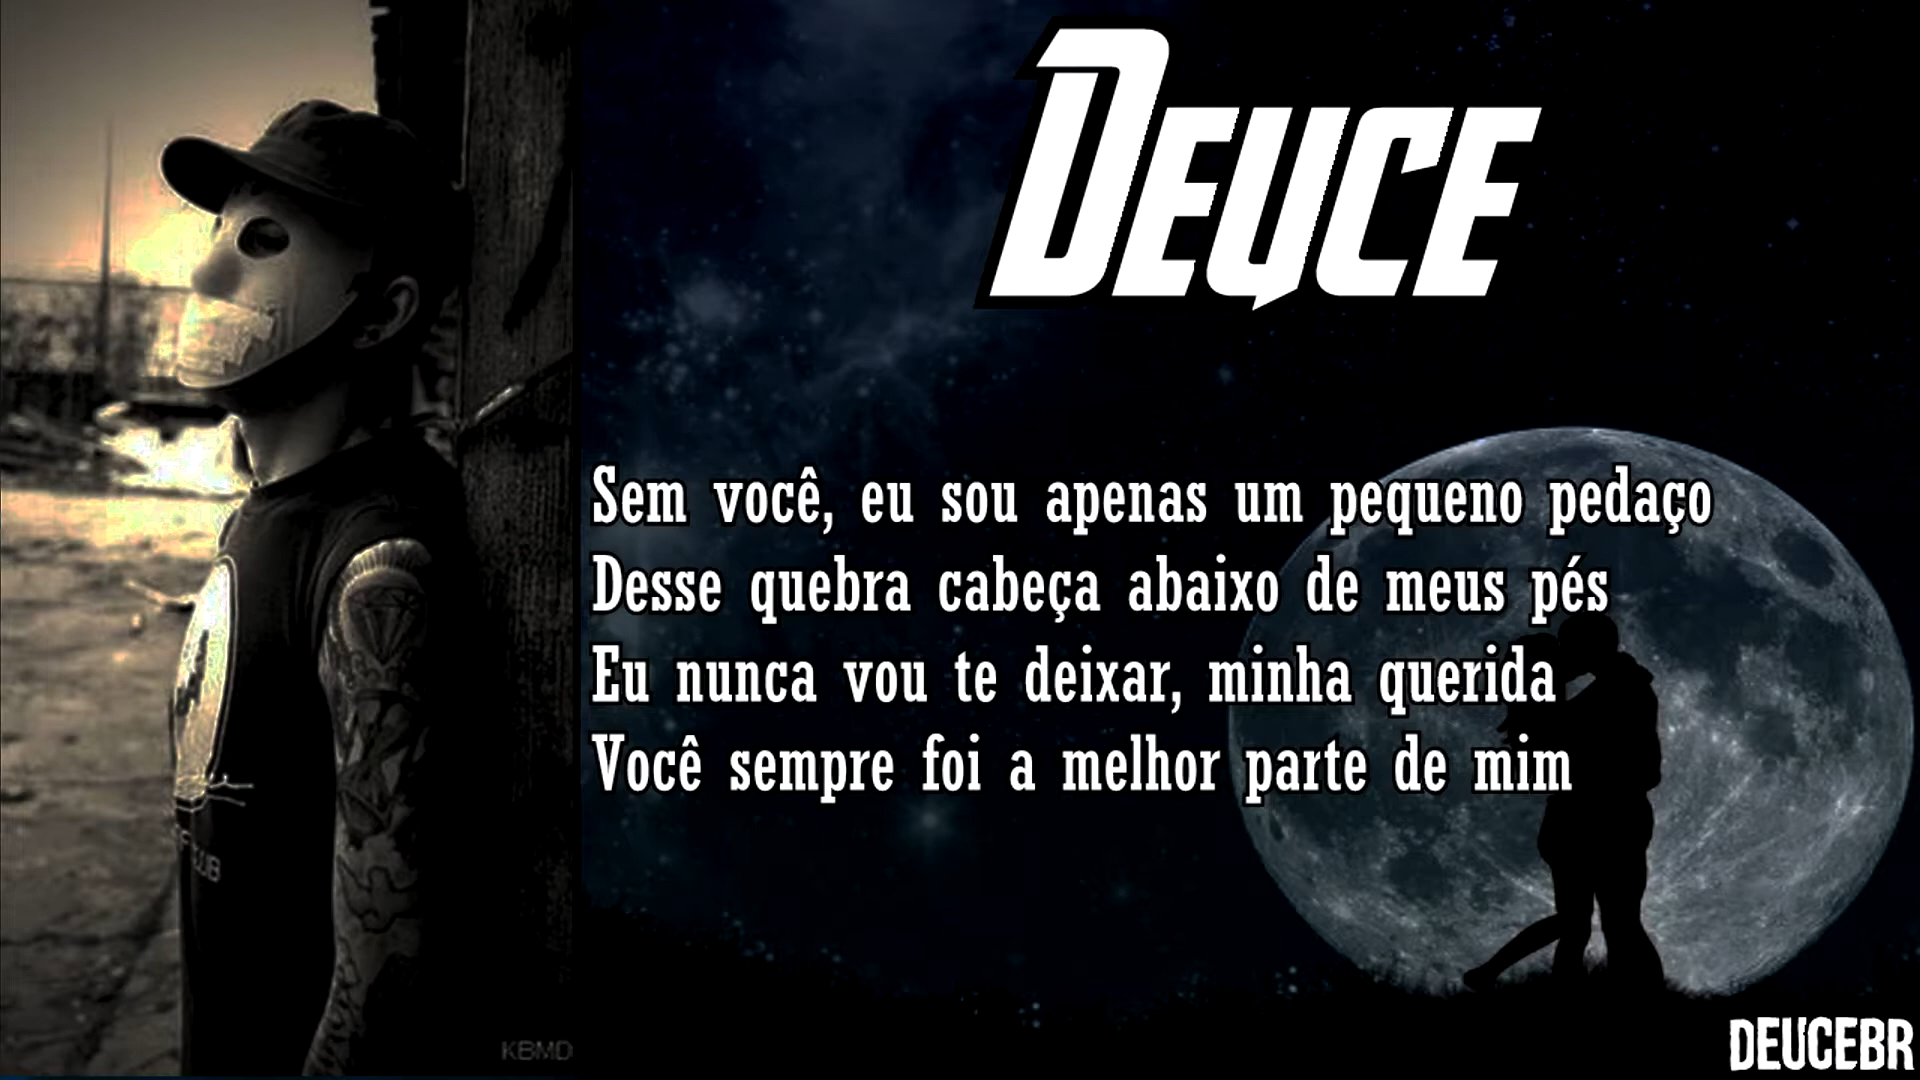 DEUCE
Sem você, eu sou apenas um pequeno pedaço
Desse quebra cabeça abaixo de meus pés
Eu nunca vou te deixar, minha querida
Você sempre foi a melhor parte de mim
KBMD
DEUCEBR